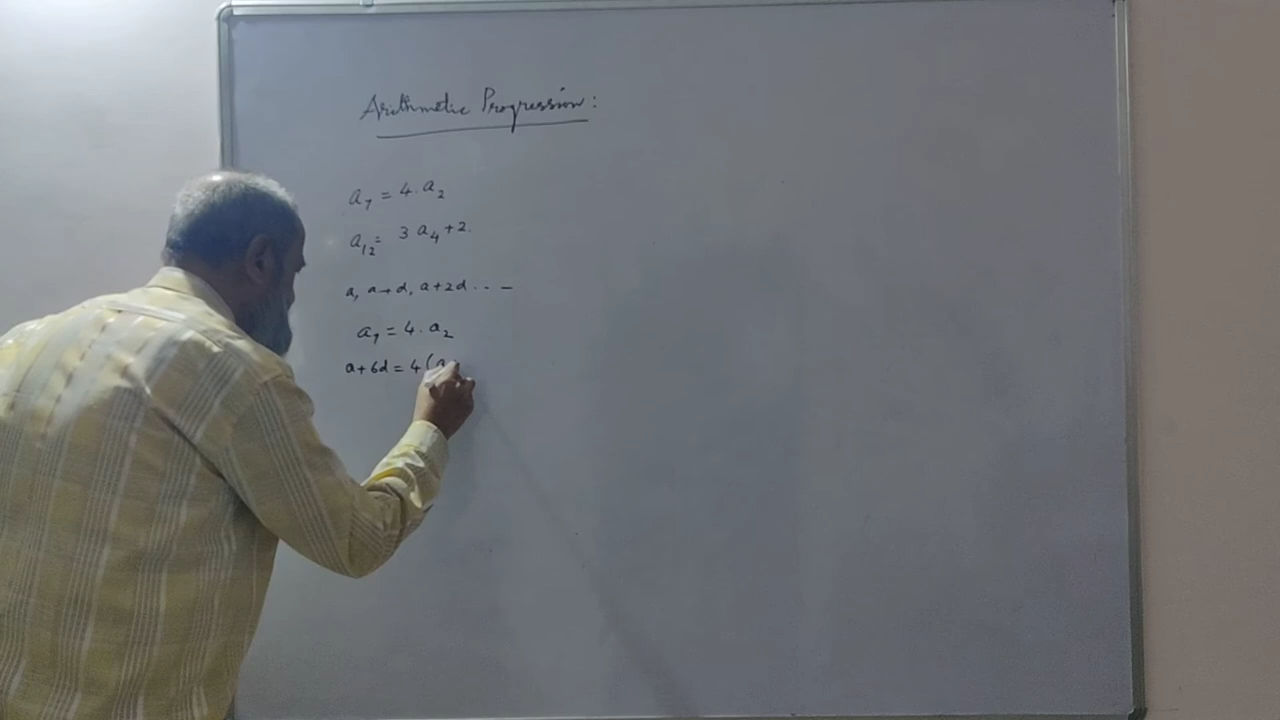 Arithmetic Progression:
a₇ = 4. a₂
a₁₂ = 3 a₄ + 2.
a, a+d, a+2d . . –
a₇ = 4. a₂
a + 6d = 4 (a